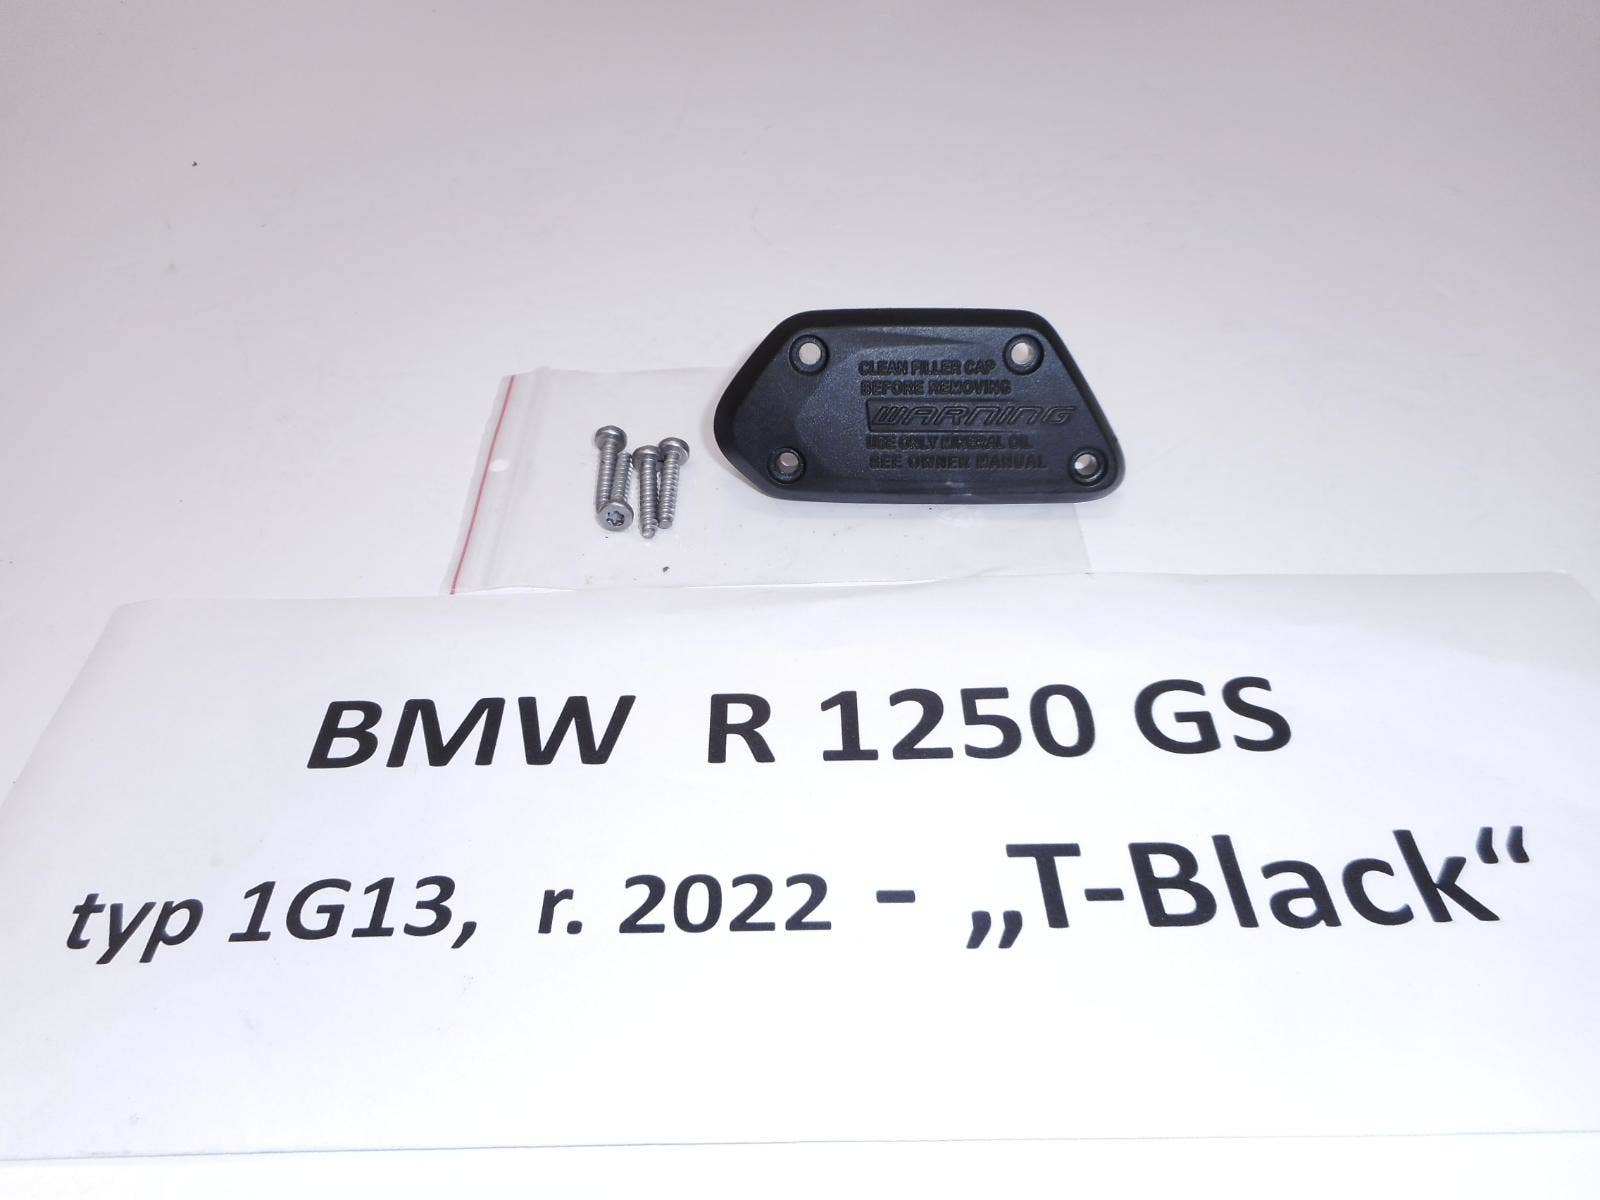 CLEAN FILLER CAP
BEFORE REMOVING
WARNING
USE ONLY MINERAL OIL
SEE OWNER MANUAL
BMW R 1250 GS
typ 1G13, r. 2022 - „T-Black“